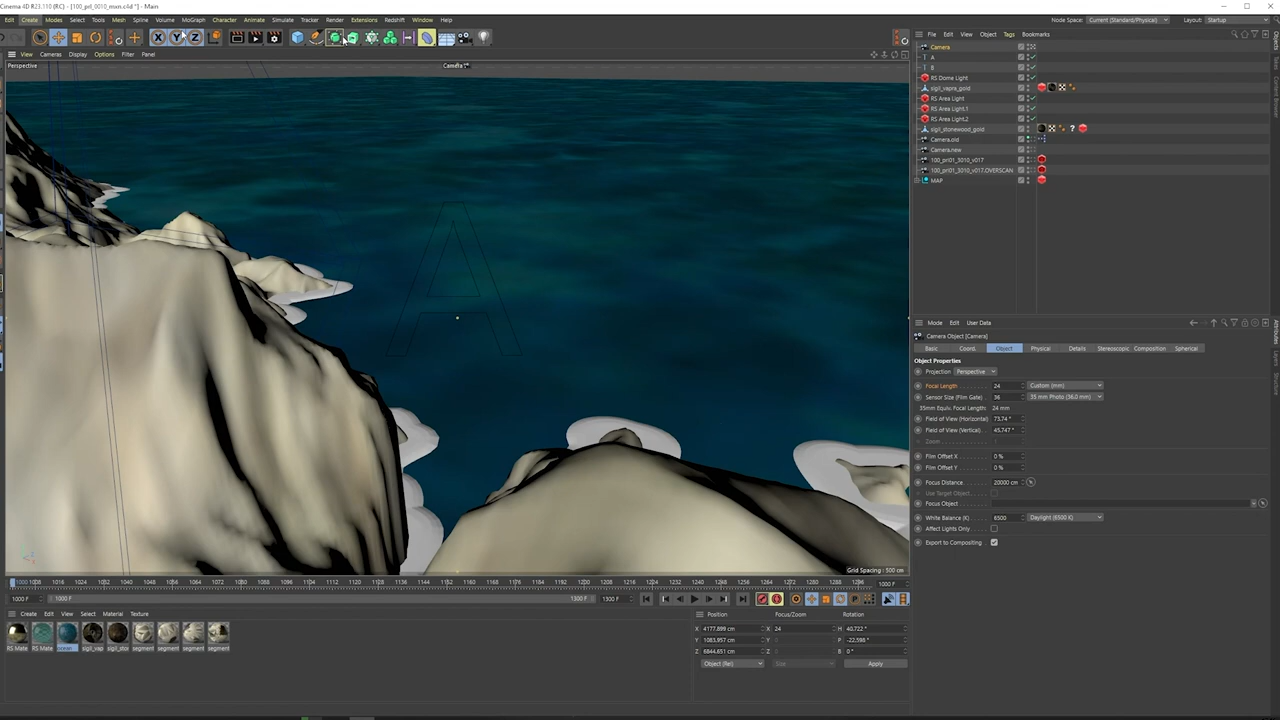 Cinema 4D R23.110 (RC) - [100_prl_0010_mxn.c4d *] - Main
Edit Create Modes Select Tools Mesh Spline Volume MoGraph Character Animate Simulate Tracker Render Extensions Redshift Window Help
Node Space: Current (Standard/Physical) Layout: Startup
X Y Z
View Cameras Display Options Filter Panel
File Edit View Object Tags Bookmarks
Perspective
Camera
Camera
A
B
RS Dome Light
sigil_vapra_gold
RS Area Light
RS Area Light.1
RS Area Light.2
sigil_stonewood_gold
Camera.old
Camera.new
100_prl01_3010_v017
100_prl01_3010_v017.OVERSCAN
MAP
A
Mode Edit User Data
Camera Object [Camera]
Basic Coord. Object Physical Details Stereoscopic Composition Spherical
Object Properties
Projection Perspective
Focal Length 24 Custom (mm)
Sensor Size (Film Gate) 36 35 mm Photo (36.0 mm)
35mm Equiv. Focal Length: 24 mm
Field of View (Horizontal) 73.74 °
Field of View (Vertical) 45.747 °
Zoom 1
Film Offset X 0 %
Film Offset Y 0 %
Focus Distance 20000 cm
Use Target Object
Focus Object
White Balance (K) 6500 Daylight (6500 K)
Affect Lights Only
Export to Compositing
Grid Spacing : 500 cm
1000 1008 1016 1024 1032 1040 1048 1056 1064 1072 1080 1088 1096 1104 1112 1120 1128 1136 1144 1152 1160 1168 1176 1184 1192 1200 1208 1216 1224 1232 1240 1248 1256 1264 1272 1280 1288 1296 1000 F
1000 F 1000 F 1300 F 1300 F
Create Edit View Select Material Texture
RS Mate RS Mate ocean sigil_vap sigil_sto segment segment segment segment
Position Focus/Zoom Rotation
X 4177.899 cm X 24 H 40.722 °
Y 1083.957 cm Y P -22.598 °
Z 6844.651 cm Z B 0 °
Object (Rel) Size Apply